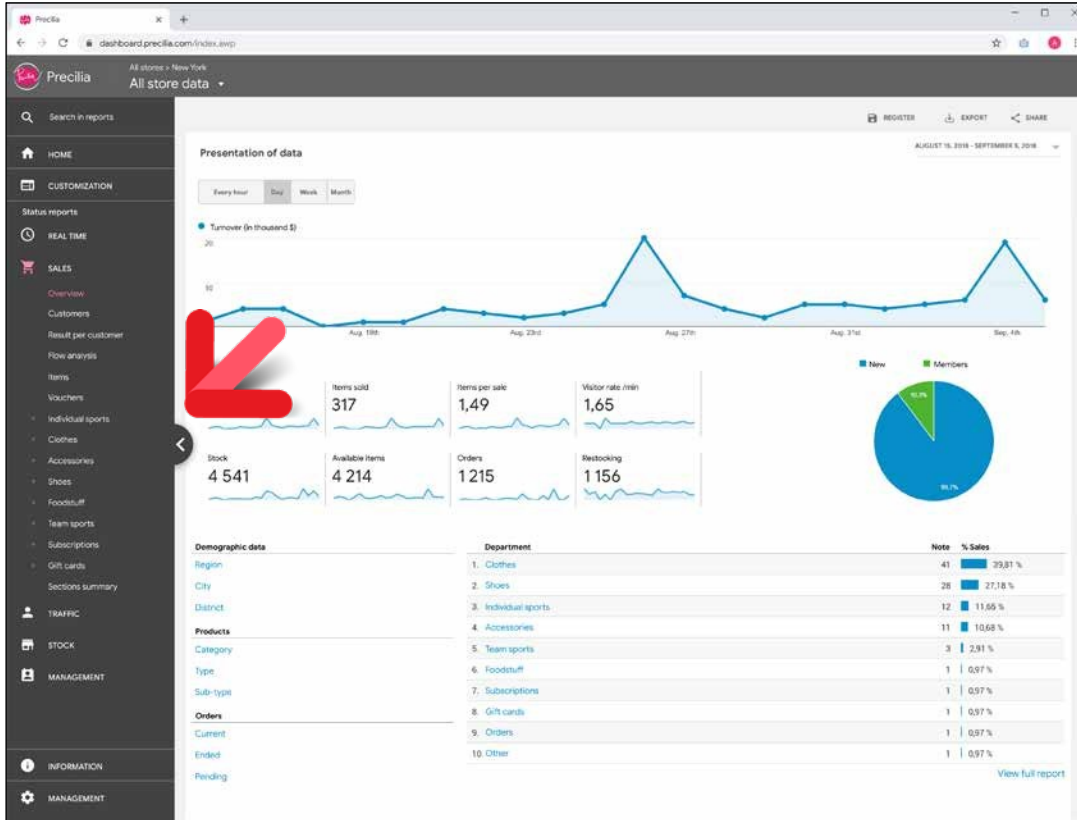 Precilia
dashboard.precilia.com/index.awp
Precilia
All stores > New York
All store data
Search in reports
REGISTER EXPORT SHARE
HOME
Presentation of data
AUGUST 15, 2018 - SEPTEMBER 5, 2018
CUSTOMIZATION
Every hour Day Week Month
Status reports
REAL TIME
Turnover (in thousand $)
20
SALES
Overview
10
Customers
Result per customer
Aug. 19th Aug. 23rd Aug. 27th Aug. 31st Sep. 4th
Flow analysis
New Members
Items
Items sold Items per sale Visitor rate /min
317 1,49 1,65
Vouchers
Individual sports
Clothes
Accessories
Stock Available items Orders Restocking
4 541 4 214 1 215 1 156
Shoes
Foodstuff
Team sports
Subscriptions
Gift cards
Sections summary
TRAFFIC
STOCK
MANAGEMENT
INFORMATION
MANAGEMENT
Demographic data
Region
City
District
Products
Category
Type
Sub-type
Orders
Current
Ended
Pending
Department Note % Sales
1. Clothes 41 39,81 %
2. Shoes 28 27,18 %
3. Individual sports 12 11,65 %
4. Accessories 11 10,68 %
5. Team sports 3 2,91 %
6. Foodstuff 1 0,97 %
7. Subscriptions 1 0,97 %
8. Gift cards 1 0,97 %
9. Orders 1 0,97 %
10. Other 1 0,97 %
View full report